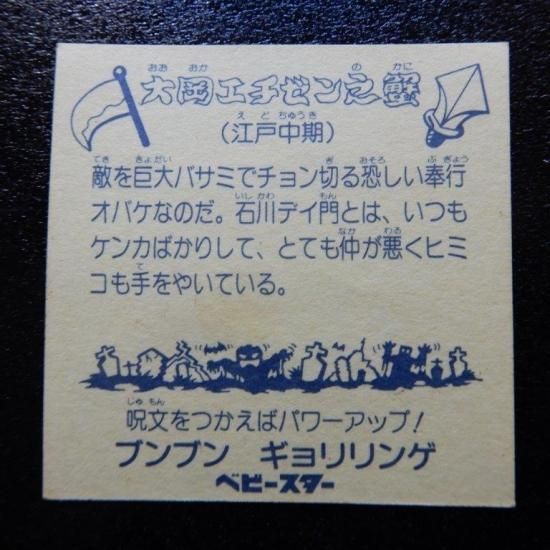 大岡エチゼン之蟹
(江戸中期)
敵を巨大バサミでチョン切る恐しい奉行
オバケなのだ。石川デイ門とは、いつも
ケンカばかりして、とても仲が悪くヒミ
コも手をやいている。
呪文をつかえばパワーアップ!
ブンブン ギョリリンゲ
ベビースター